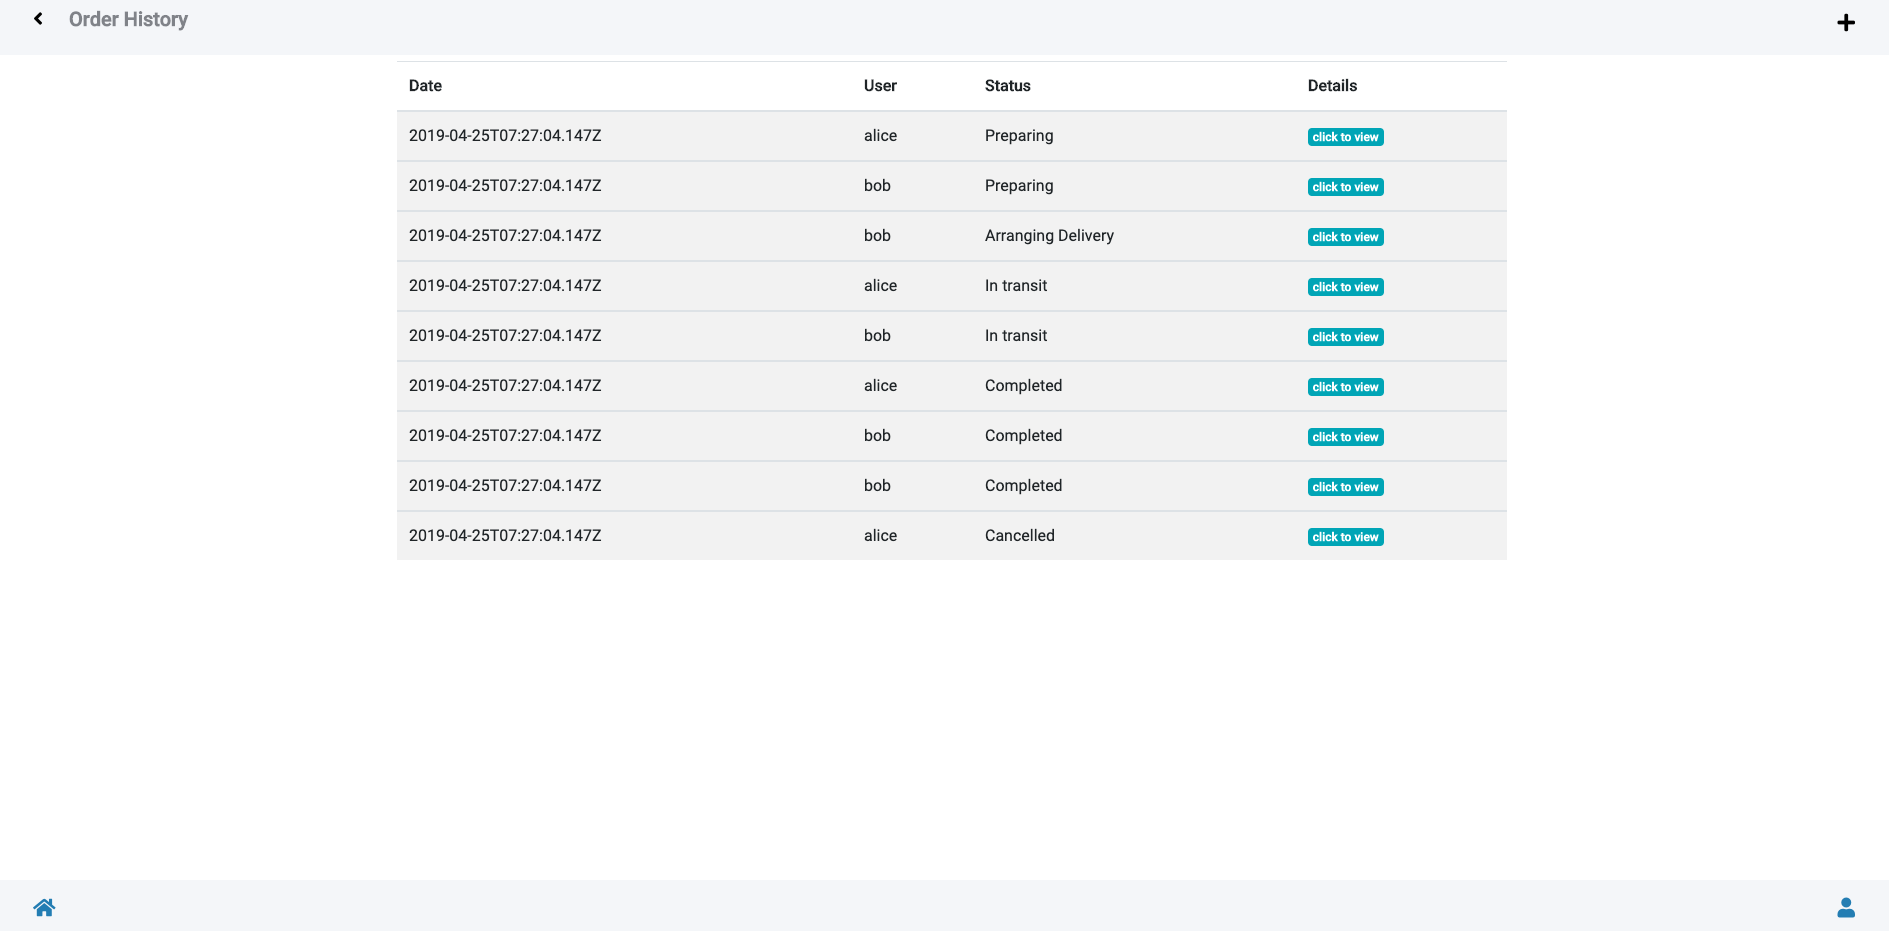 Order History
Date User Status Details
2019-04-25T07:27:04.147Z alice Preparing click to view
2019-04-25T07:27:04.147Z bob Preparing click to view
2019-04-25T07:27:04.147Z bob Arranging Delivery click to view
2019-04-25T07:27:04.147Z alice In transit click to view
2019-04-25T07:27:04.147Z bob In transit click to view
2019-04-25T07:27:04.147Z alice Completed click to view
2019-04-25T07:27:04.147Z bob Completed click to view
2019-04-25T07:27:04.147Z bob Completed click to view
2019-04-25T07:27:04.147Z alice Cancelled click to view